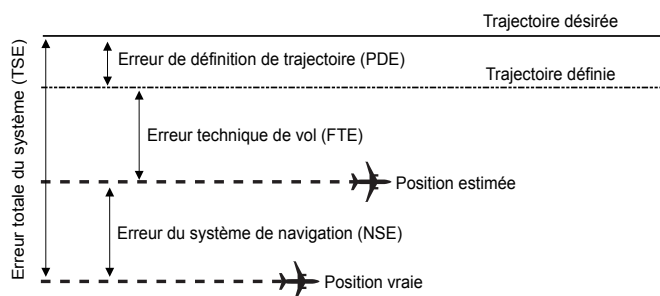 Trajectoire désirée
Erreur de définition de trajectoire (PDE)
Trajectoire définie
Erreur technique de vol (FTE)
Position estimée
Erreur du système de navigation (NSE)
Position vraie
Erreur totale du système (TSE)